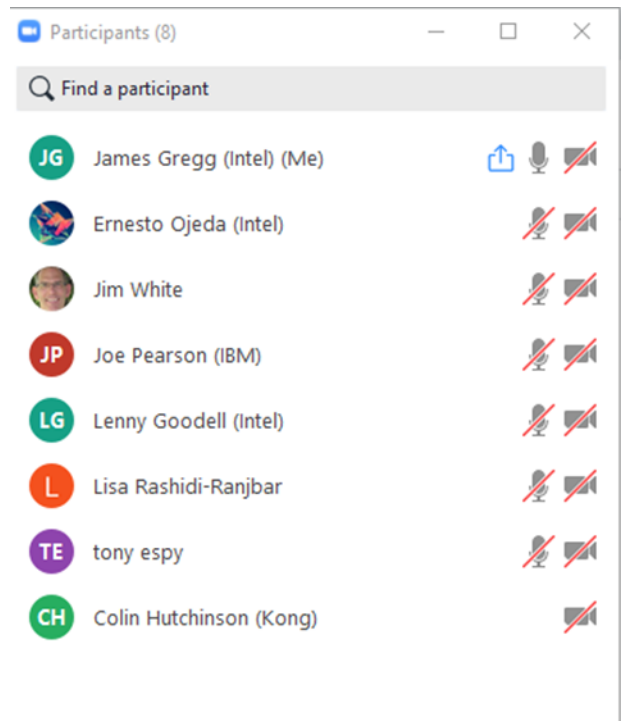 Participants (8)
Find a participant
JG James Gregg (Intel) (Me)
Ernesto Ojeda (Intel)
Jim White
JP Joe Pearson (IBM)
LG Lenny Goodell (Intel)
L Lisa Rashidi-Ranjbar
TE tony espy
CH Colin Hutchinson (Kong)